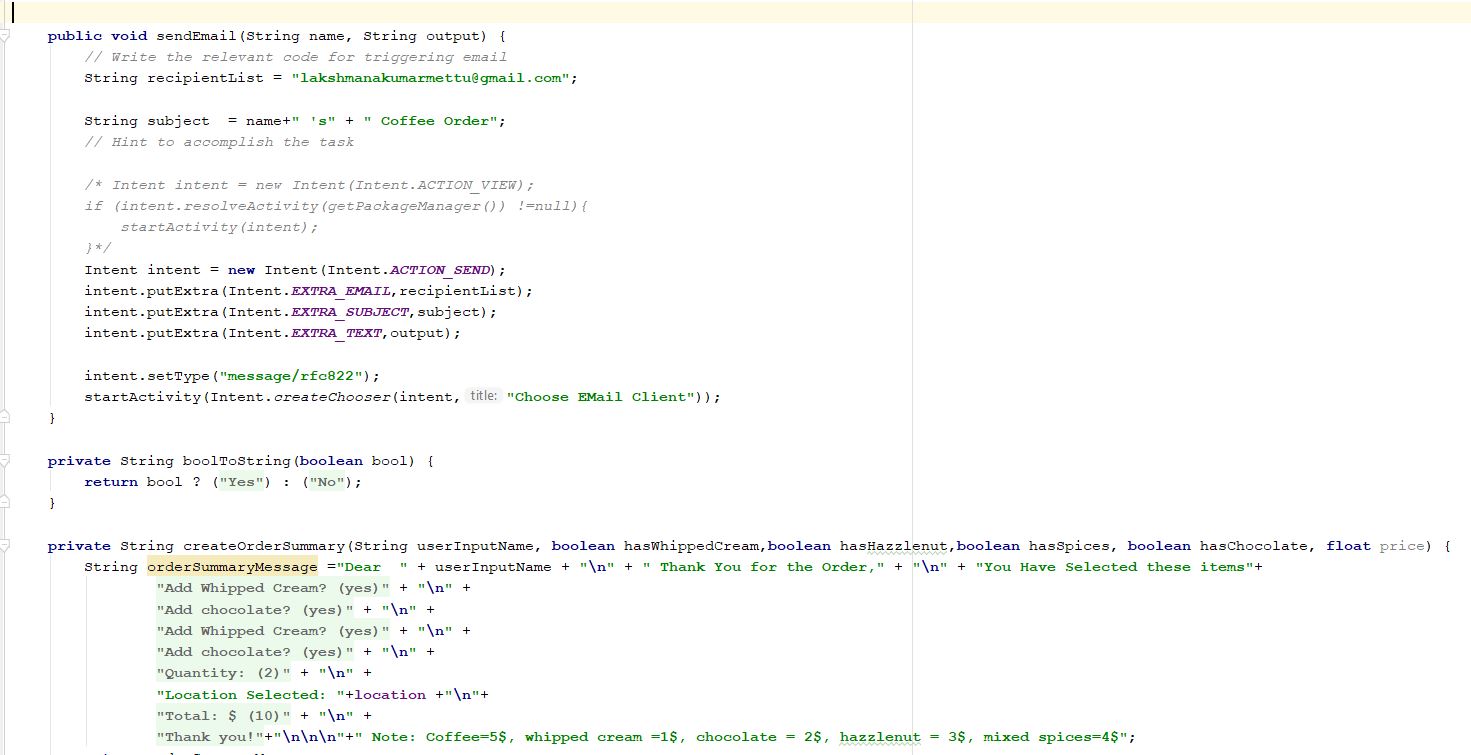 public void sendEmail(String name, String output) {
// Write the relevant code for triggering email
String recipientList = "lakshmanakumarmettu@gmail.com";
String subject  = name+" 's" + " Coffee Order";
// Hint to accomplish the task
/* Intent intent = new Intent(Intent.ACTION_VIEW);
if (intent.resolveActivity(getPackageManager()) !=null){
startActivity(intent);
}*/
Intent intent = new Intent(Intent.ACTION_SEND);
intent.putExtra(Intent.EXTRA_EMAIL,recipientList);
intent.putExtra(Intent.EXTRA_SUBJECT,subject);
intent.putExtra(Intent.EXTRA_TEXT,output);
intent.setType("message/rfc822");
startActivity(Intent.createChooser(intent, title: "Choose EMail Client"));
}
private String boolToString(boolean bool) {
return bool ? ("Yes") : ("No");
}
private String createOrderSummary(String userInputName, boolean hasWhippedCream,boolean hasHazzlenut,boolean hasSpices, boolean hasChocolate, float price) {
String orderSummaryMessage ="Dear  " + userInputName + "\n" + " Thank You for the Order," + "\n" + "You Have Selected these items"+
"Add Whipped Cream? (yes)" + "\n" +
"Add chocolate? (yes)" + "\n" +
"Add Whipped Cream? (yes)" + "\n" +
"Add chocolate? (yes)" + "\n" +
"Quantity: (2)" + "\n" +
"Location Selected: "+location +"\n"+
"Total: $ (10)" + "\n" +
"Thank you!"+"\n\n\n"+" Note: Coffee=5$, whipped cream =1$, chocolate = 2$, hazzlenut = 3$, mixed spices=4$";